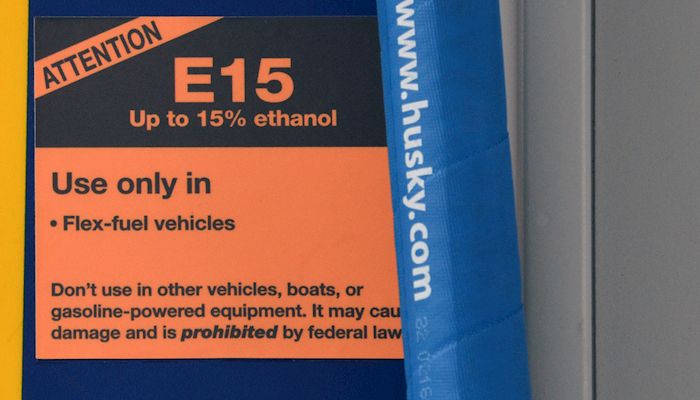 ATTENTION
E15
Up to 15% ethanol
Use only in
• Flex-fuel vehicles
Don’t use in other vehicles, boats, or
gasoline-powered equipment. It may cau
damage and is prohibited by federal law
www.husky.com